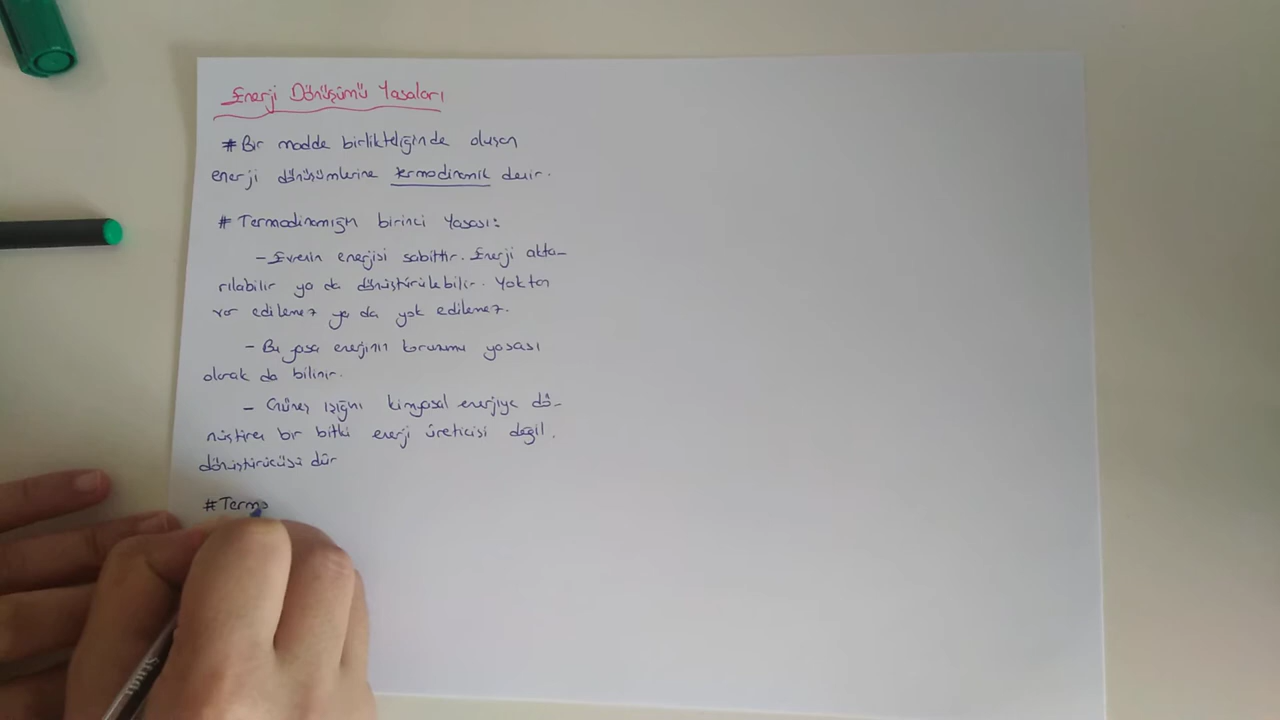 Enerji Dönüşümü Yasaları
#Bir madde birlikteliğinde oluşan
enerji dönüşümlerine termodinamik denir.
# Termodinamiğin birinci Yasası:
- Evrenin enerjisi sabittir. Enerji akta-
rılabilir ya da dönüştürülebilir. Yoktan
var edilemez ya da yok edilemez.
- Bu yasa enerjinin korunumu yasası
olarak da bilinir.
- Güneş ışığını kimyasal enerjiye dö-
nüştüren bir bitki enerji üreticisi değil,
dönüştürücüsü dür
#Termo